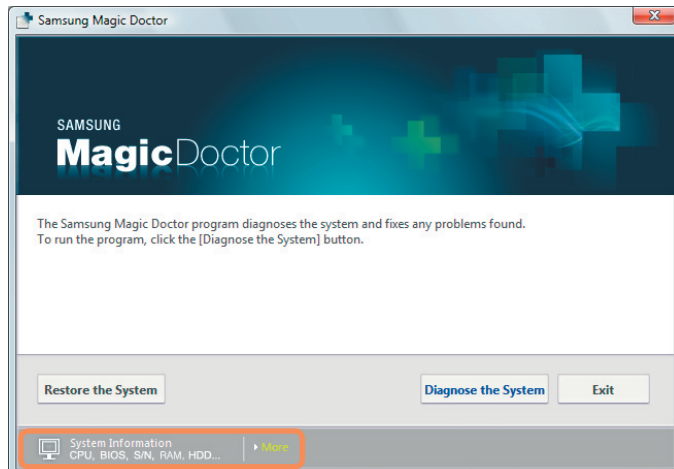 Samsung Magic Doctor
SAMSUNG
MagicDoctor
The Samsung Magic Doctor program diagnoses the system and fixes any problems found.
To run the program, click the [Diagnose the System] button.
Restore the System
Diagnose the System
Exit
System Information
CPU, BIOS, S/N, RAM, HDD...
More